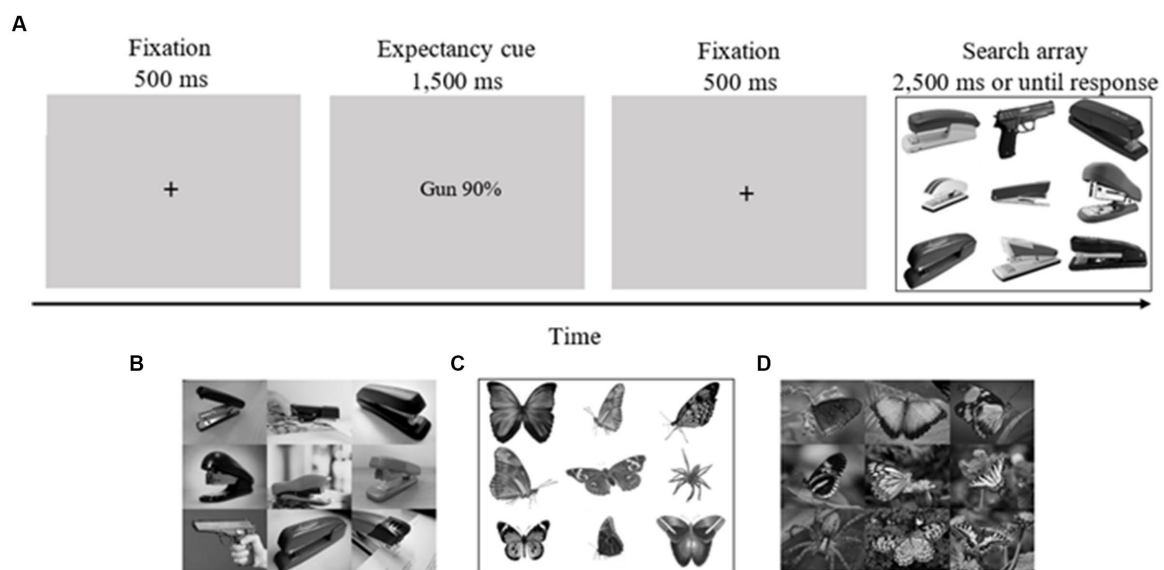 A
Fixation
500 ms
Expectancy cue
1,500 ms
Fixation
500 ms
Search array
2,500 ms or until response
+
Gun 90%
+
Time
B
C
D